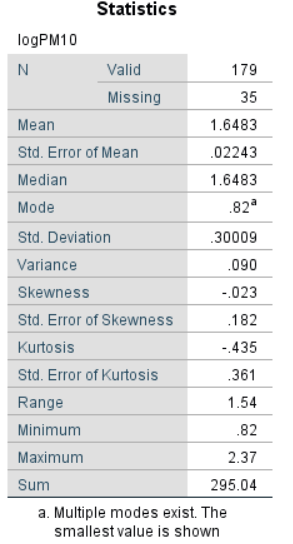 Statistics
logPM10
N Valid 179
Missing 35
Mean 1.6483
Std. Error of Mean .02243
Median 1.6483
Mode .82a
Std. Deviation .30009
Variance .090
Skewness -.023
Std. Error of Skewness .182
Kurtosis -.435
Std. Error of Kurtosis .361
Range 1.54
Minimum .82
Maximum 2.37
Sum 295.04
a. Multiple modes exist. The
smallest value is shown